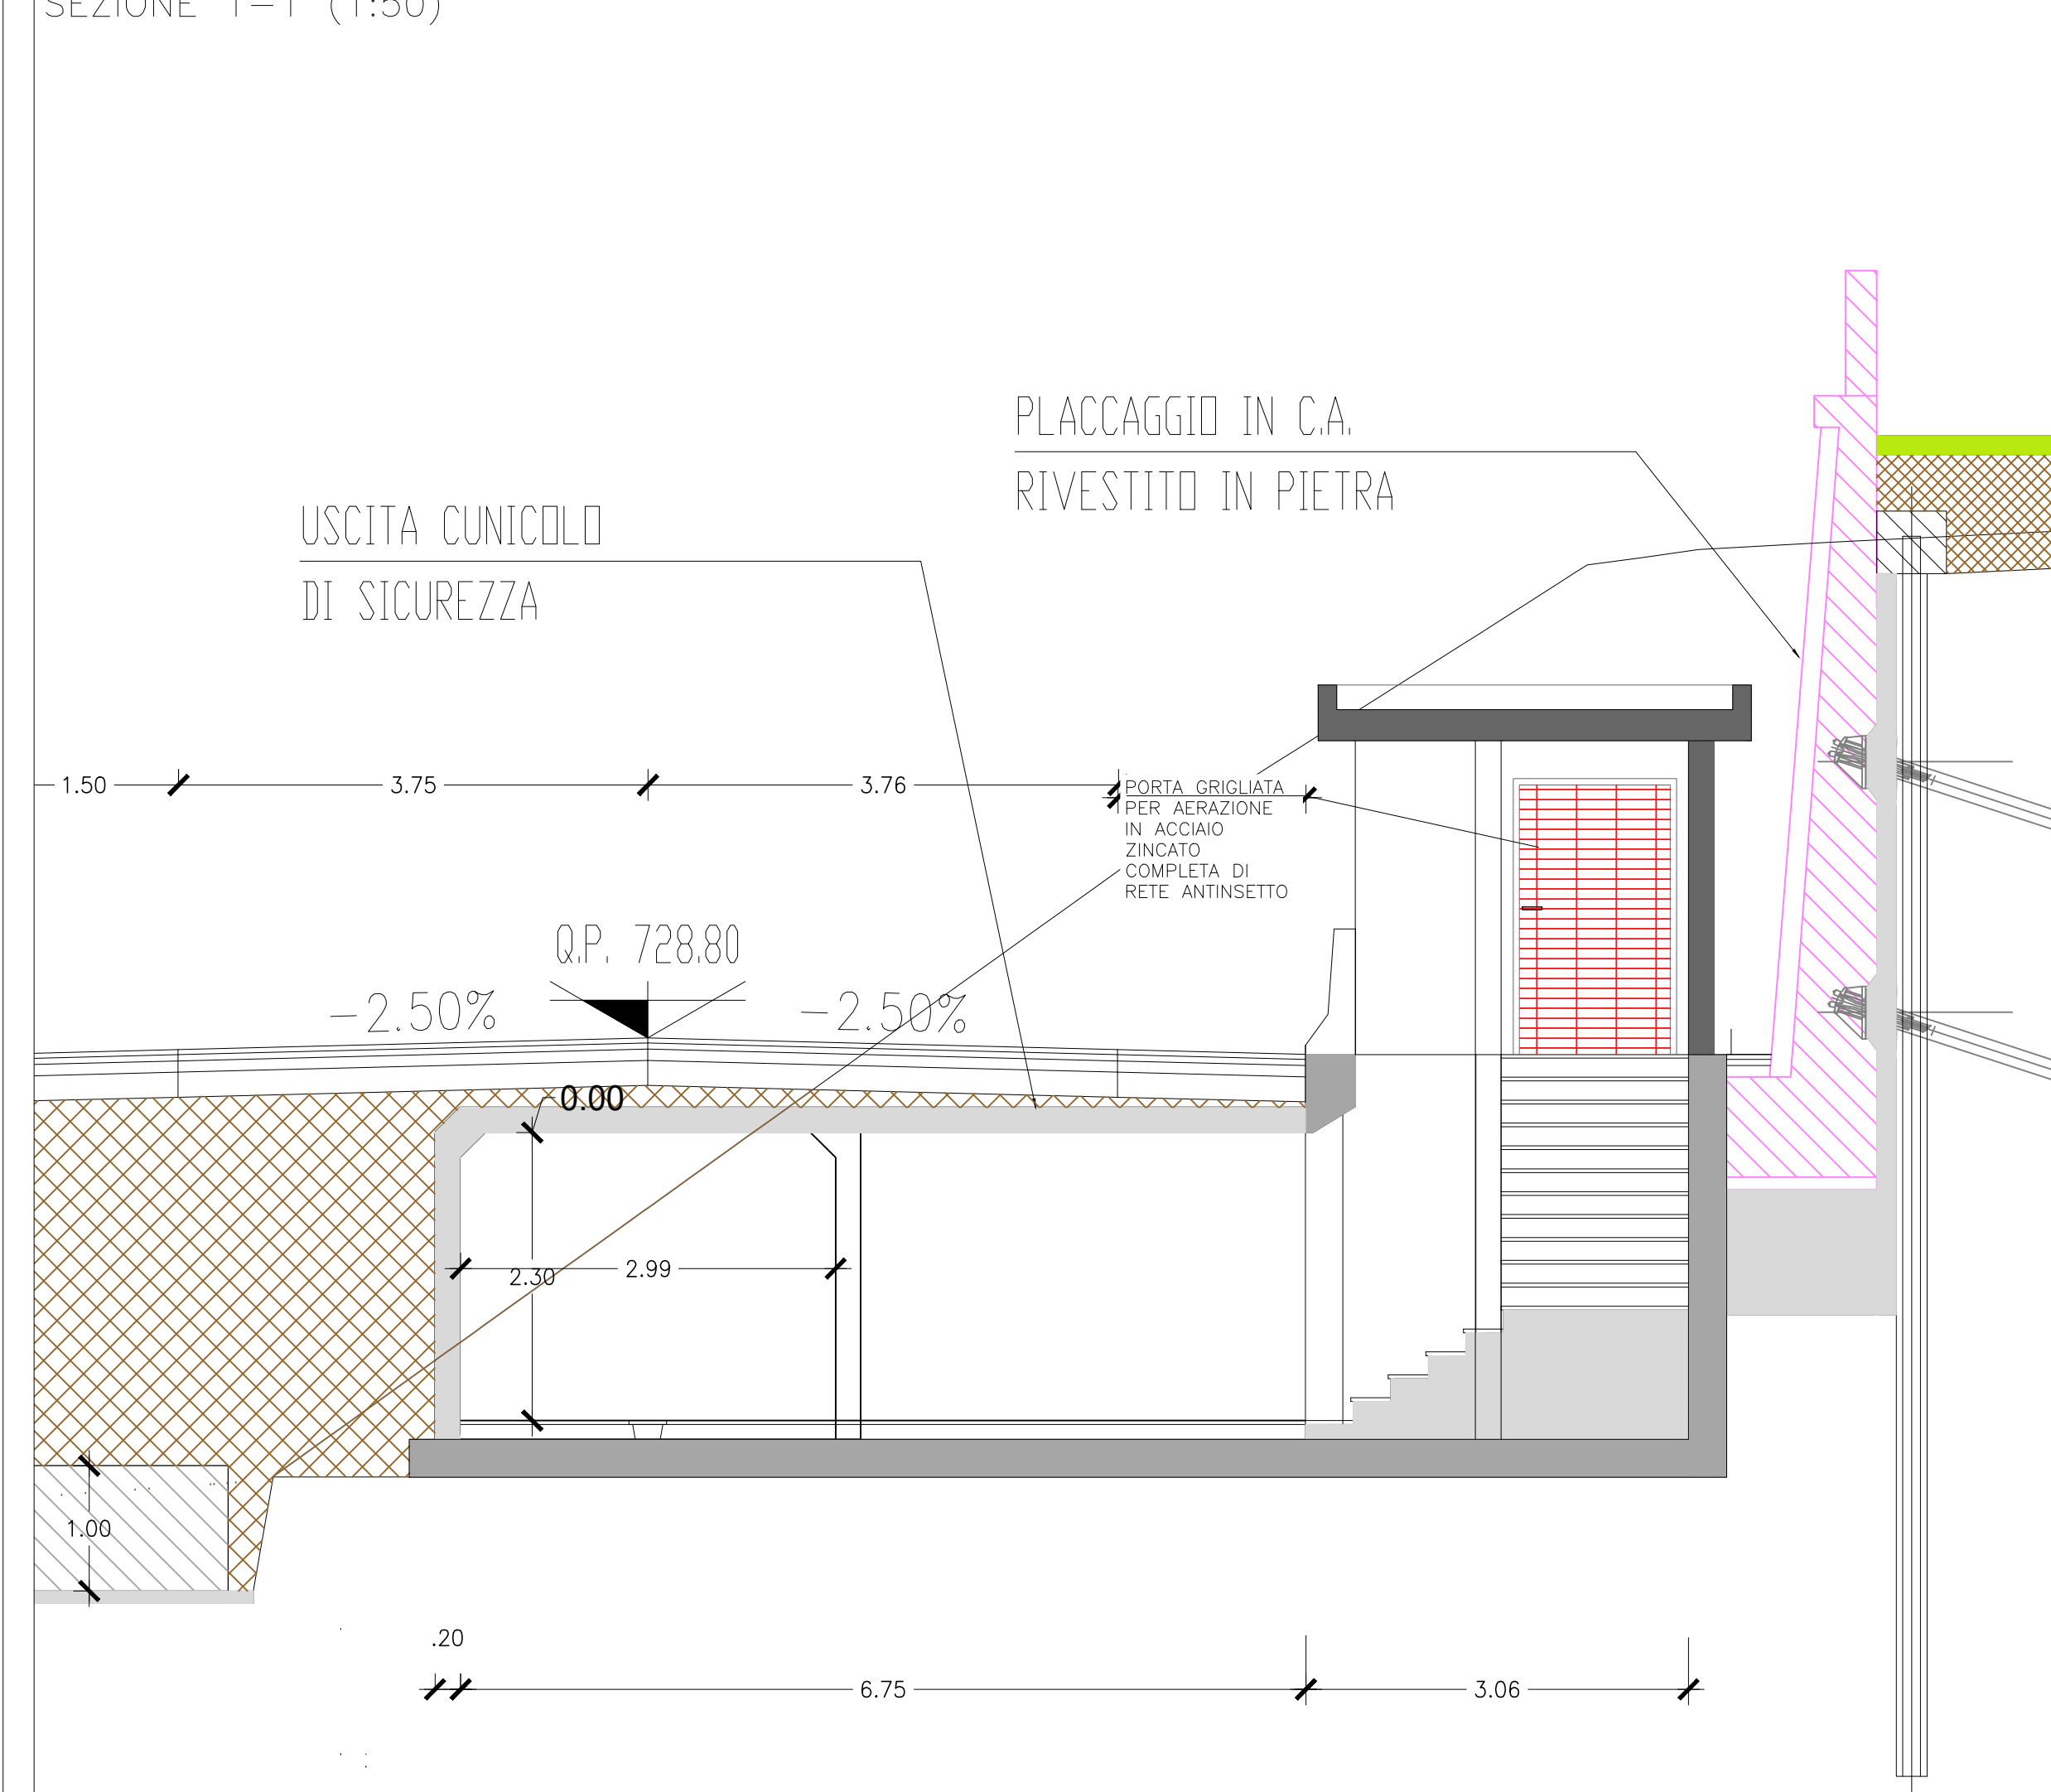 SEZIONE 1-1 (1:50)
PLACCAGGIO IN C.A.
RIVESTITO IN PIETRA
USCITA CUNICOLO
DI SICUREZZA
1.50
3.75
3.76
PORTA GRIGLIATA
PER AERAZIONE
IN ACCIAIO
ZINCATO
COMPLETA DI
RETE ANTINSETTO
Q.P. 728.80
-2.50%
-2.50%
0.00
2.30
2.99
1.00
.20
6.75
3.06